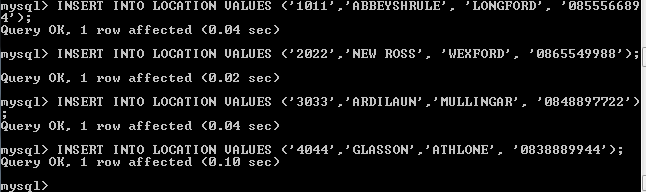 mysql> INSERT INTO LOCATION VALUES ('1011','ABBEYSHRULE', 'LONGFORD', '085556689
4');
Query OK, 1 row affected (0.04 sec)
mysql> INSERT INTO LOCATION VALUES ('2022','NEW ROSS', 'WEXFORD', '0865549988');
Query OK, 1 row affected (0.02 sec)
mysql> INSERT INTO LOCATION VALUES ('3033','ARDILAUN','MULLINGAR', '0848897722')
;
Query OK, 1 row affected (0.04 sec)
mysql> INSERT INTO LOCATION VALUES ('4044','GLASSON','ATHLONE', '0838889944');
Query OK, 1 row affected (0.10 sec)
mysql>